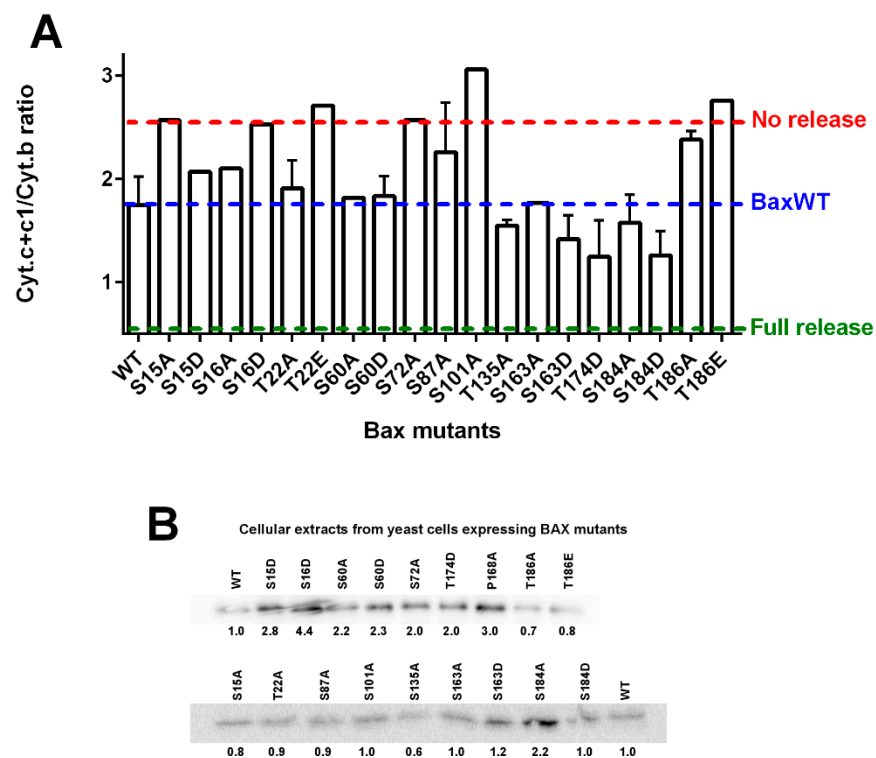 A
Cyt.c+c1/Cyt.b ratio
3
2
1
No release
BaxWT
Full release
WT
S15A
S15D
S16A
S16D
T22A
T22E
S60A
S60D
S72A
S87A
S101A
T135A
S163A
S163D
T174D
S184A
S184D
T186A
T186E
Bax mutants
B
Cellular extracts from yeast cells expressing BAX mutants
WT S15D S16D S60A S60D S72A T174D P168A T186A T186E
1.0 2.8 4.4 2.2 2.3 2.0 2.0 3.0 0.7 0.8
S15A T22A S87A S101A S135A S163A S163D S184A S184D WT
0.8 0.9 0.9 1.0 0.6 1.0 1.2 2.2 1.0 1.0